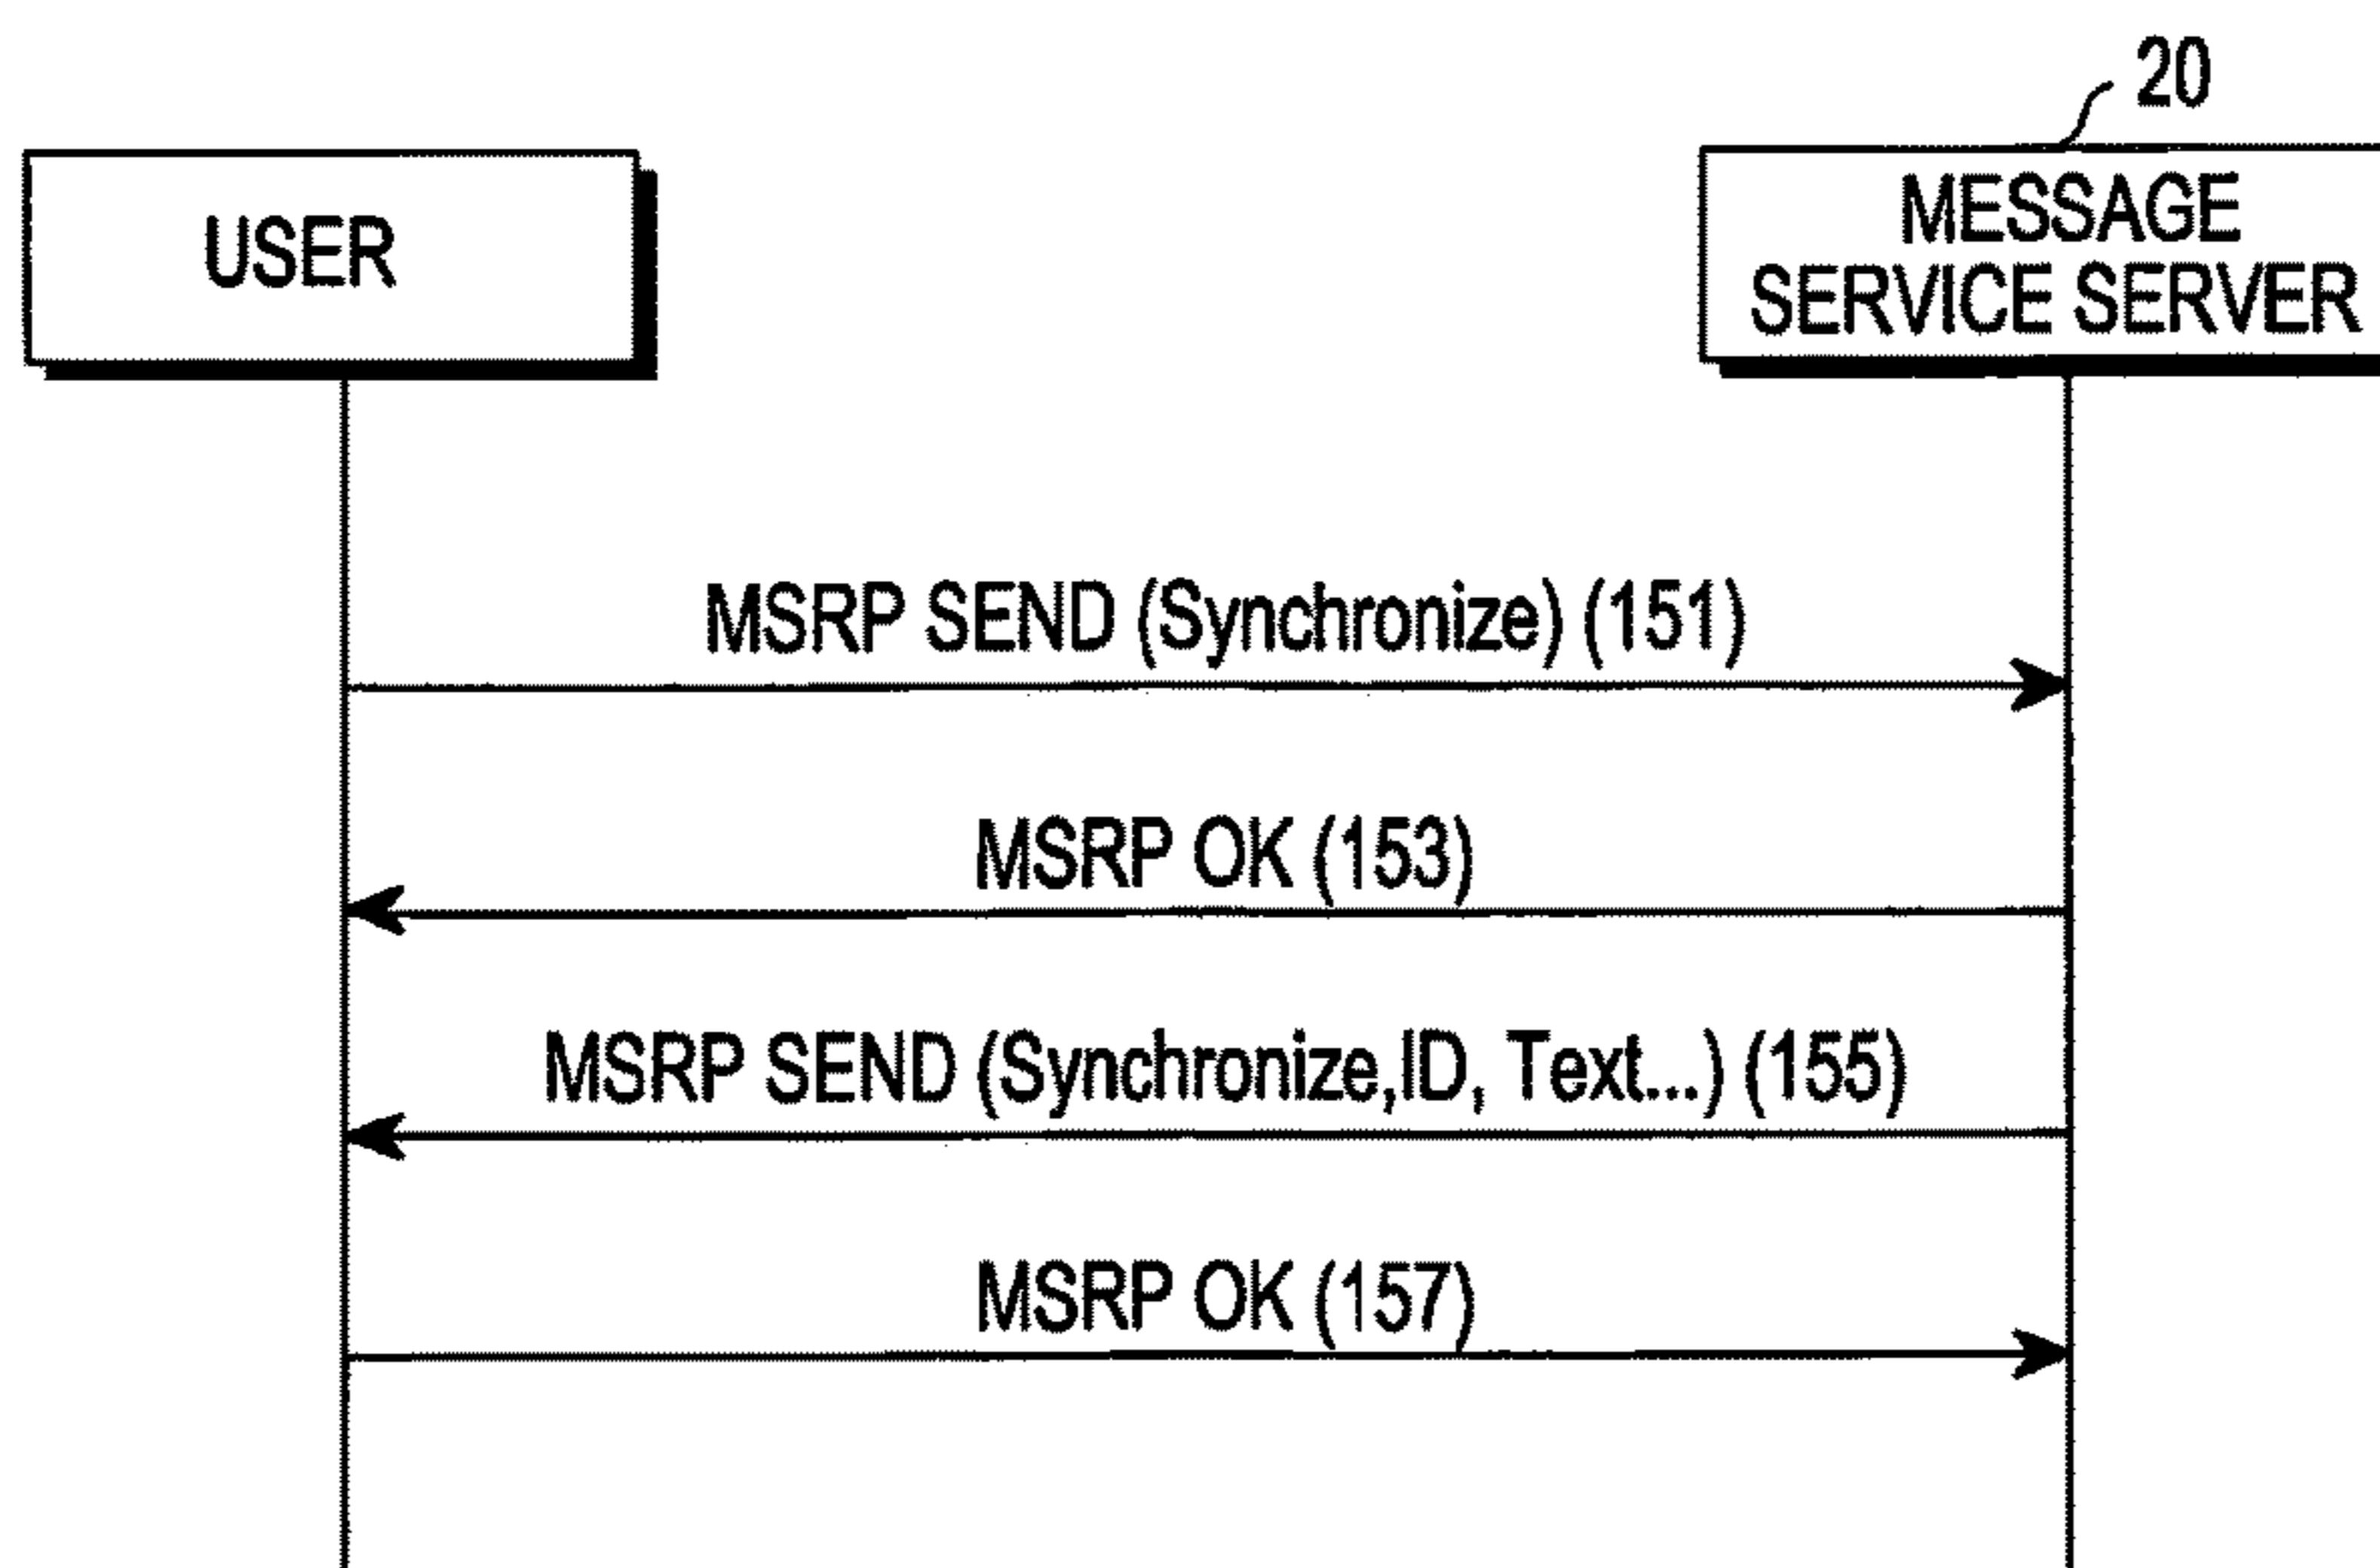 20
USER
MESSAGE
SERVICE SERVER
MSRP SEND (Synchronize) (151)
MSRP OK (153)
MSRP SEND (Synchronize,ID, Text...) (155)
MSRP OK (157)